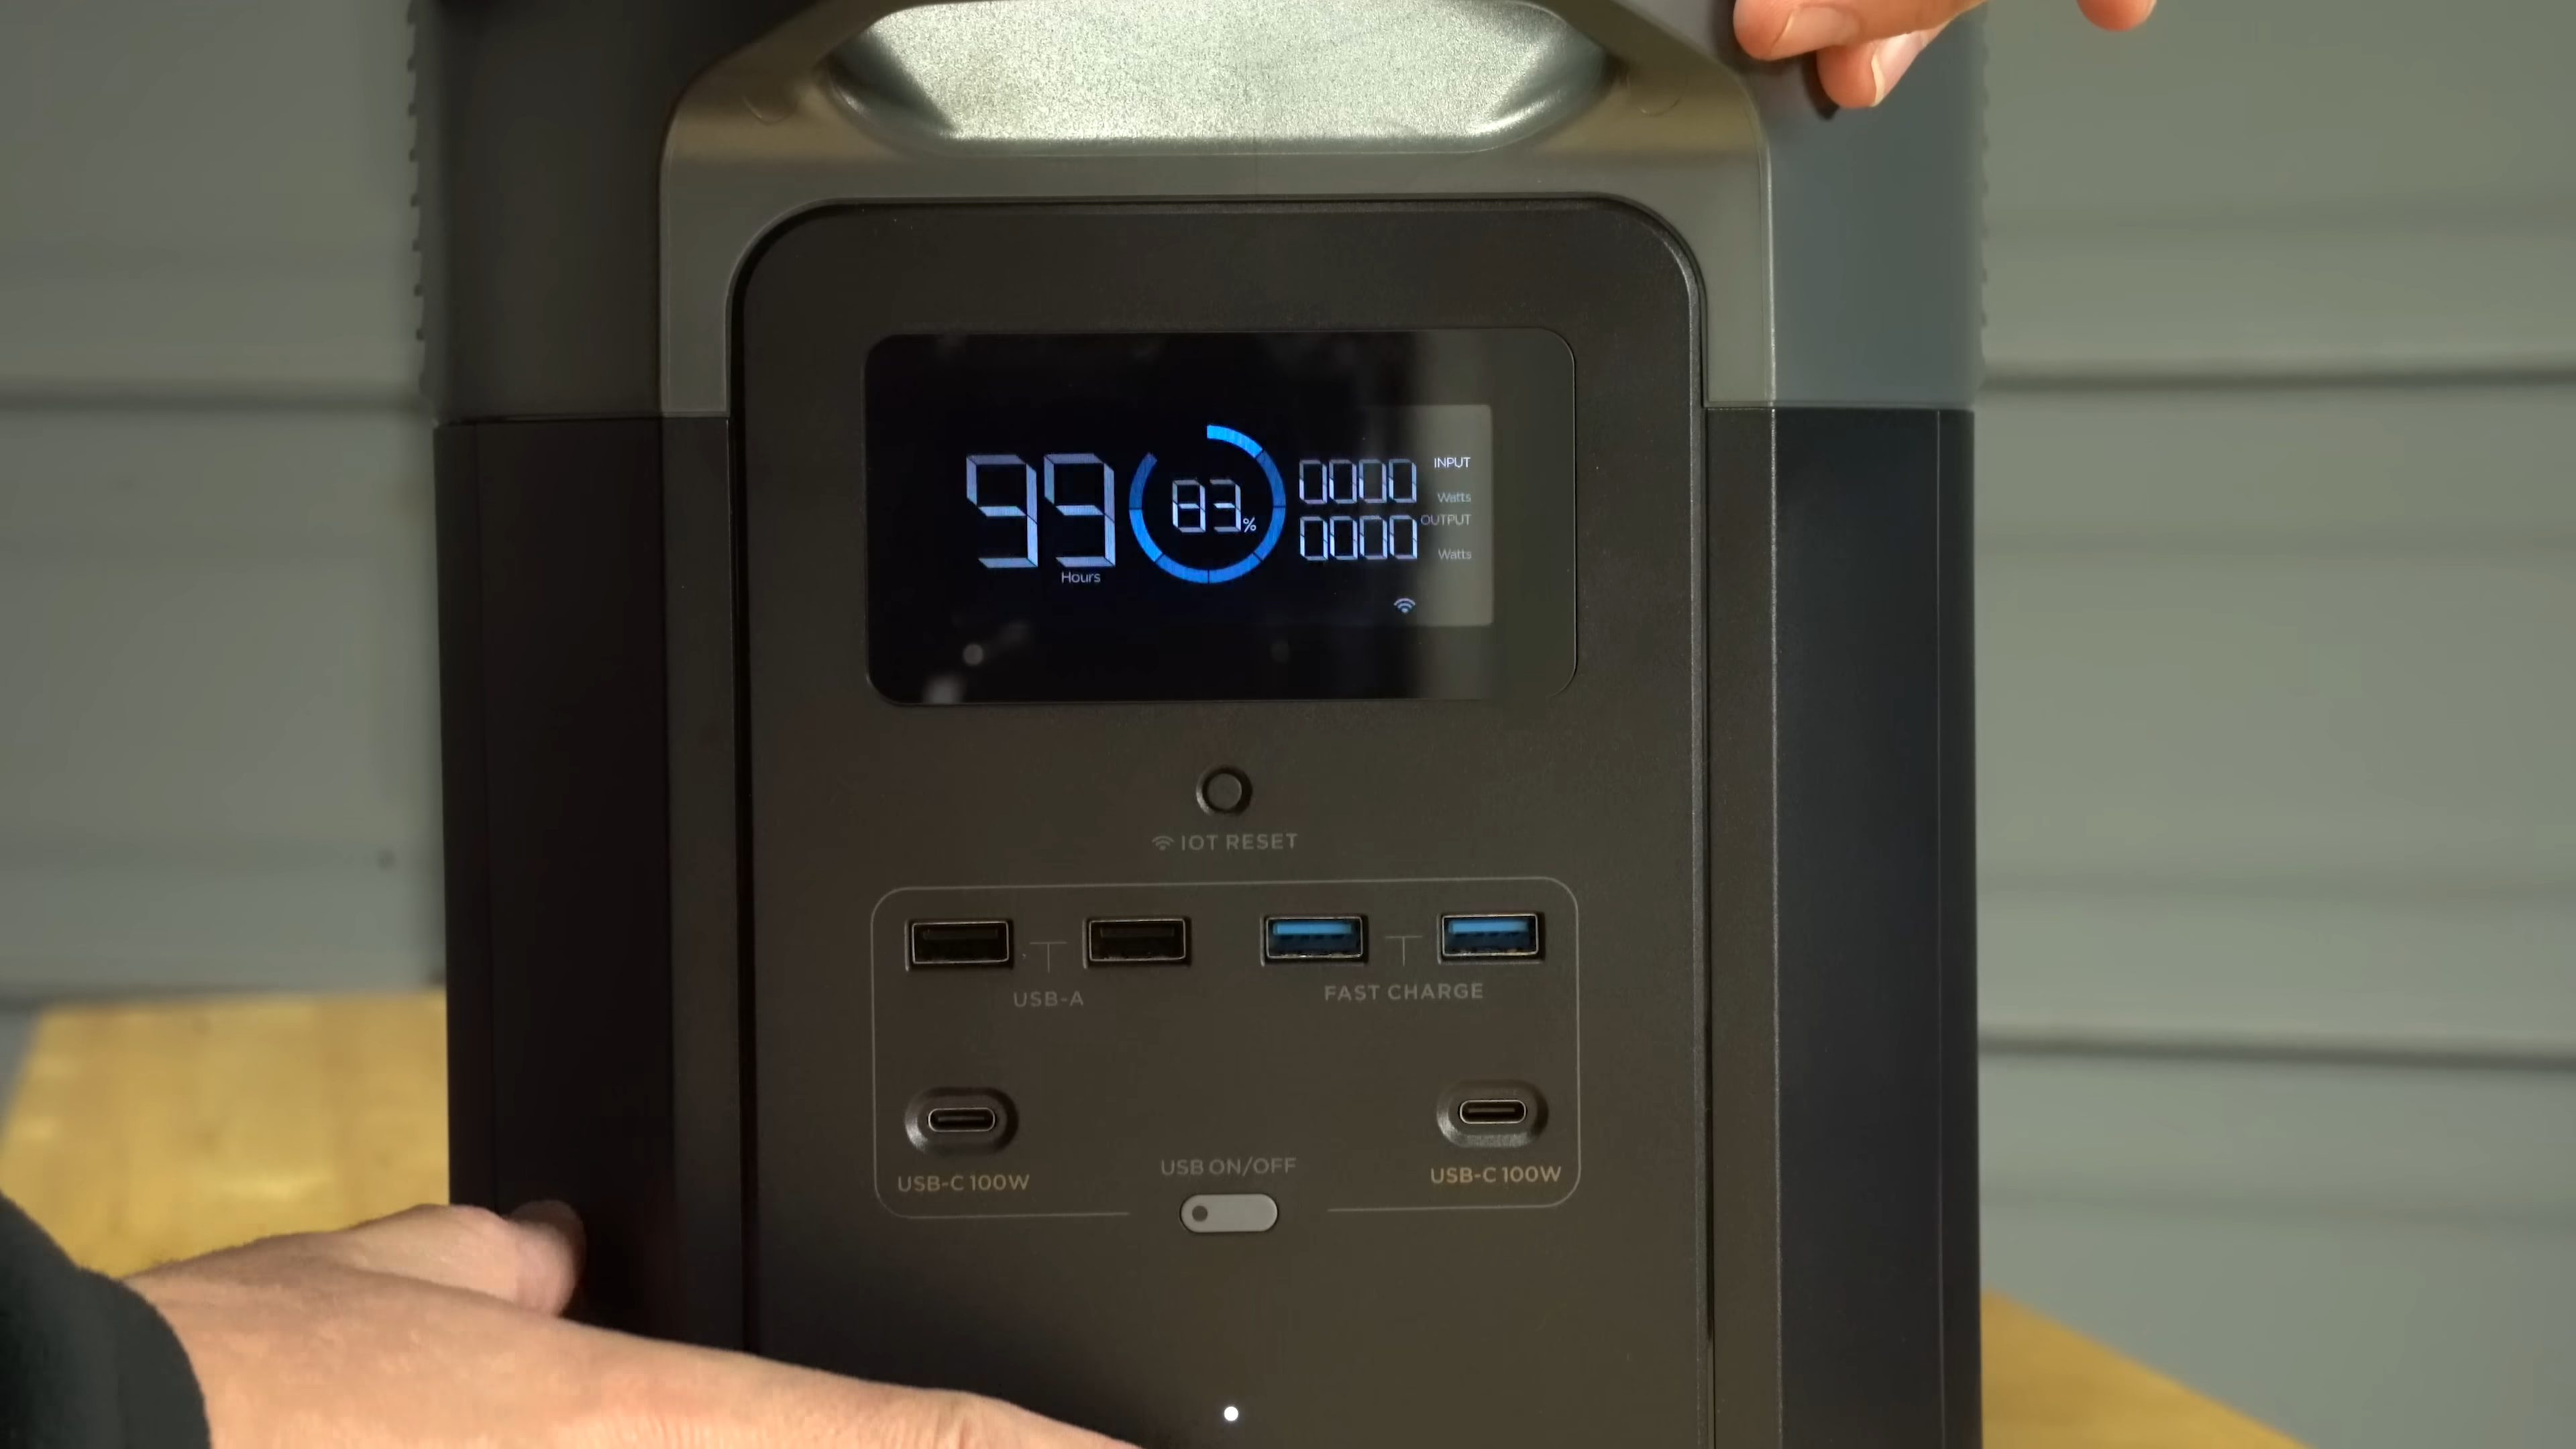 99
Hours
83%
0000
INPUT
Watts
0000
OUTPUT
Watts
IOT RESET
USB-A
FAST CHARGE
USB-C 100W
USB ON/OFF
USB-C 100W